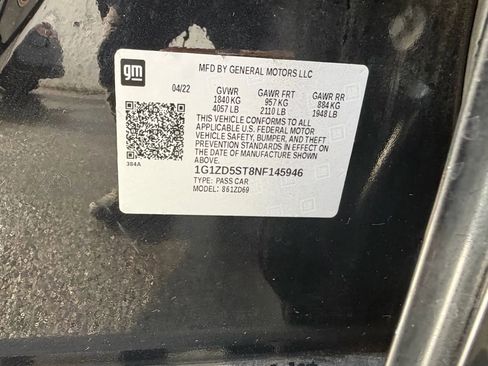 gm
MFD BY GENERAL MOTORS LLC
04/22 GVWR GAWR FRT GAWR RR
1840 KG 957 KG 884 KG
4057 LB 2110 LB 1948 LB
THIS VEHICLE CONFORMS TO ALL
APPLICABLE U.S. FEDERAL MOTOR
VEHICLE SAFETY, BUMPER, AND THEFT
PREVENTION STANDARDS IN EFFECT ON
THE DATE OF MANUFACTURE SHOWN
ABOVE.
384A
1G1ZD5ST8NF145946
TYPE: PASS CAR
MODEL: 861ZD69